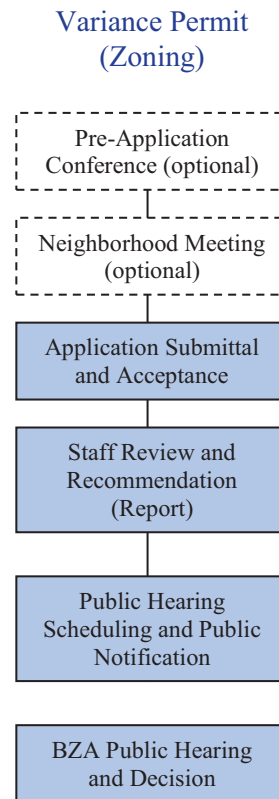 Variance Permit
(Zoning)
Pre-Application
Conference (optional)
Neighborhood Meeting
(optional)
Application Submittal
and Acceptance
Staff Review and
Recommendation
(Report)
Public Hearing
Scheduling and Public
Notification
BZA Public Hearing
and Decision